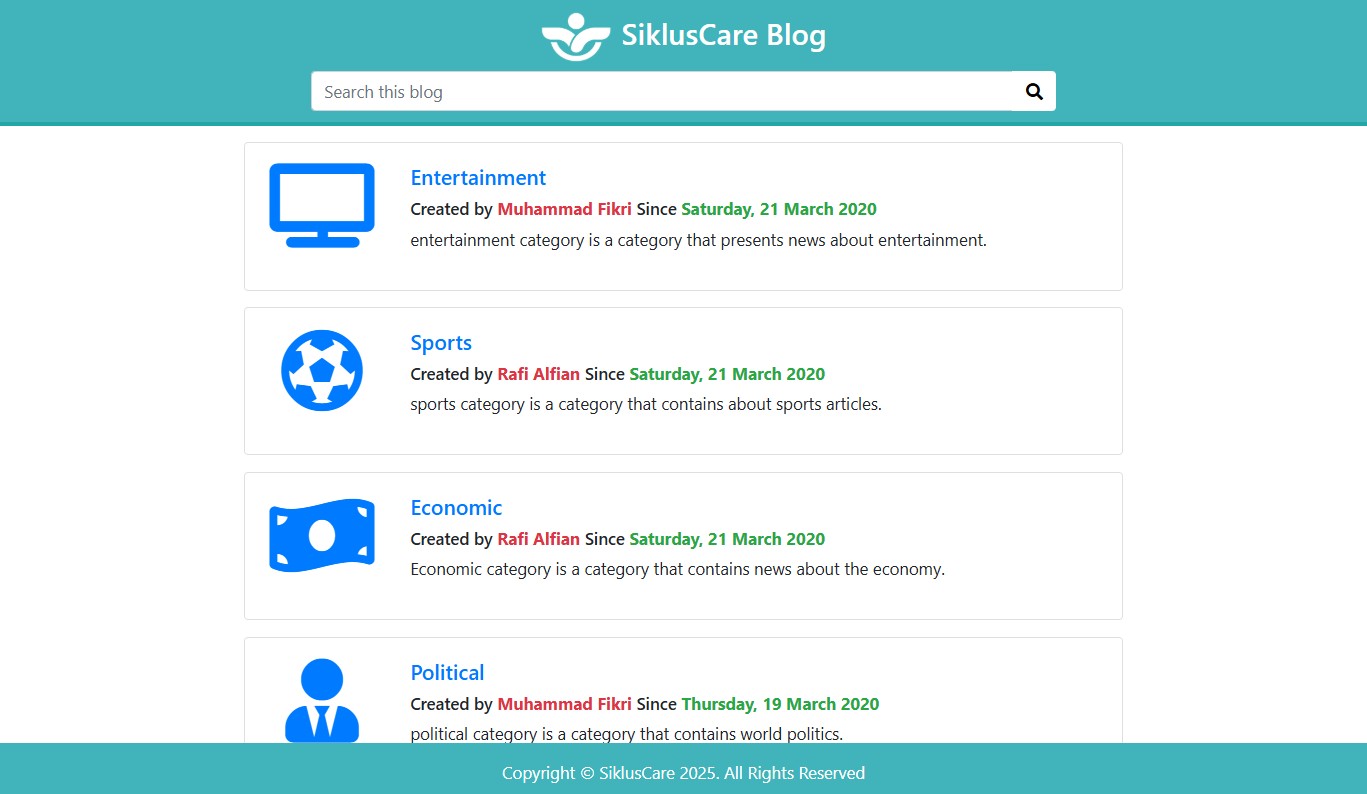 SiklusCare Blog
Search this blog
Entertainment
Created by Muhammad Fikri Since Saturday, 21 March 2020
entertainment category is a category that presents news about entertainment.
Sports
Created by Rafi Alfian Since Saturday, 21 March 2020
sports category is a category that contains about sports articles.
Economic
Created by Rafi Alfian Since Saturday, 21 March 2020
Economic category is a category that contains news about the economy.
Political
Created by Muhammad Fikri Since Thursday, 19 March 2020
political category is a category that contains world politics.
Copyright © SiklusCare 2025. All Rights Reserved